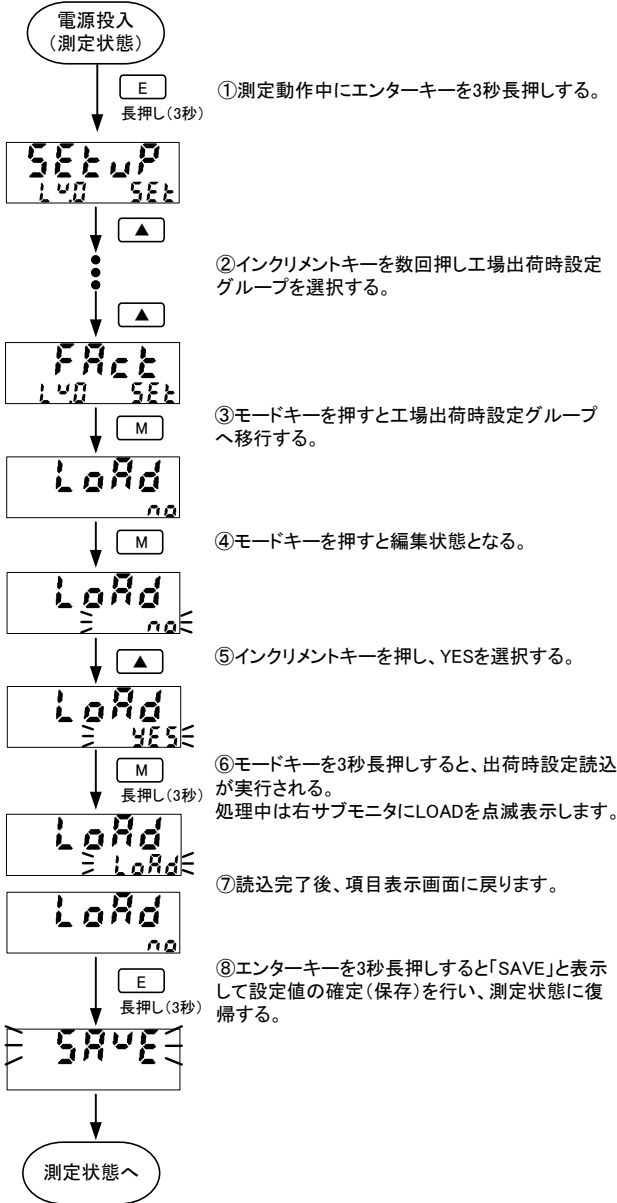 電源投入
(測定状態)
E
長押し(3秒)
①測定動作中にエンターキーを3秒長押しする。
SEtuP
Lv.0 SEt
▲
②インクリメントキーを数回押し工場出荷時設定
グループを選択する。
▲
FAct
Lv.0 SEt
③モードキーを押すと工場出荷時設定グループ
へ移行する。
M
LoAd
no
M
④モードキーを押すと編集状態となる。
LoAd
no
▲
⑤インクリメントキーを押し、YESを選択する。
LoAd
YES
M
長押し(3秒)
⑥モードキーを3秒長押しすると、出荷時設定読込
が実行される。
処理中は右サブモニタにLOADを点滅表示します。
LoAd
LoAd
⑦読込完了後、項目表示画面に戻ります。
LoAd
no
E
長押し(3秒)
⑧エンターキーを3秒長押しすると「SAVE」と表示
して設定値の確定(保存)を行い、測定状態に復
帰する。
SAvE
測定状態へ